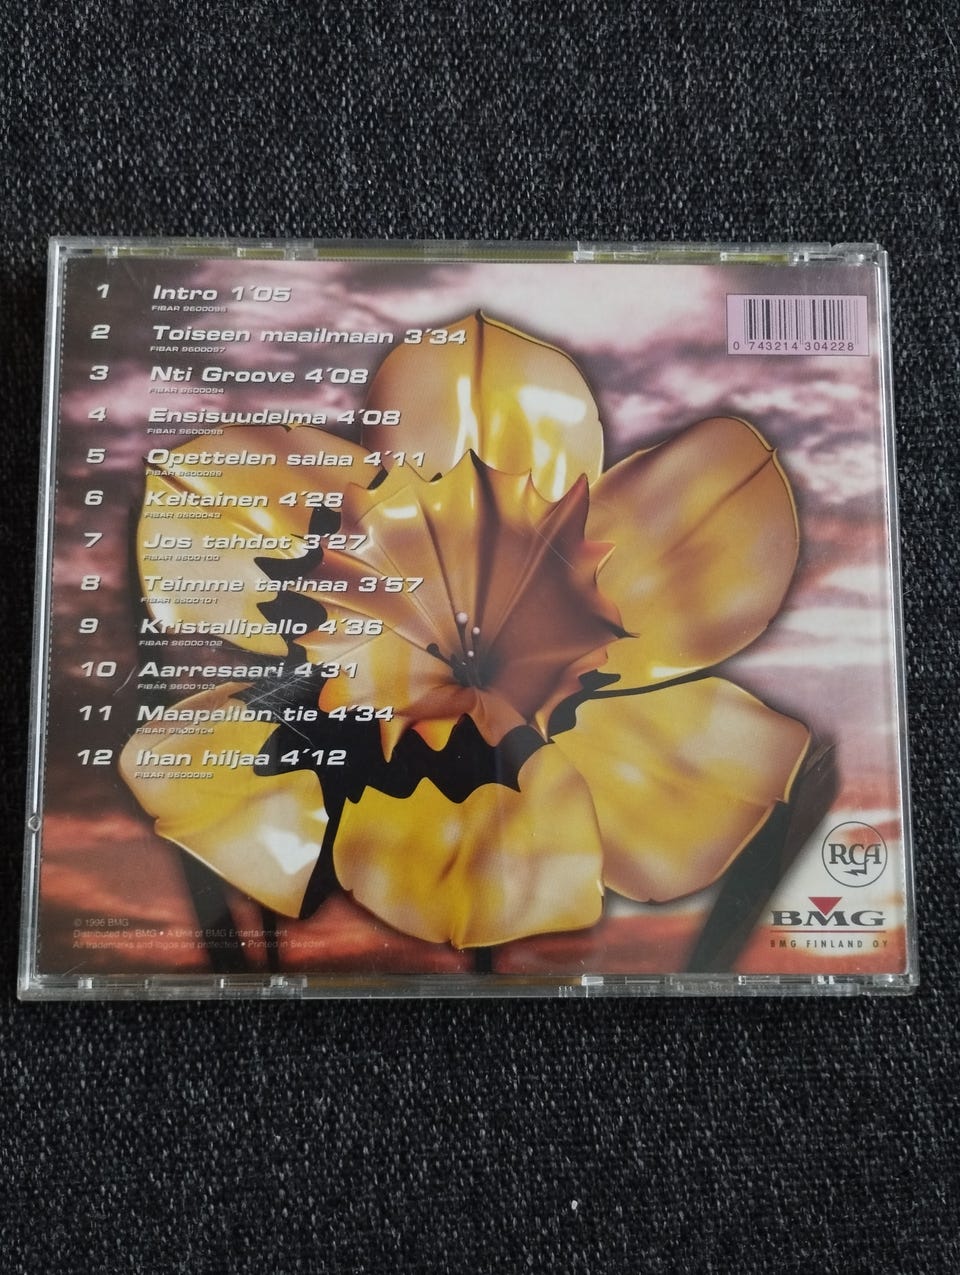 1 Intro 1´05
FIBAR 9600096
2 Toiseen maailmaan 3´34
FIBAR 9600097
3 Nti Groove 4´08
FIBAR 9600094
4 Ensisuudelma 4´08
FIBAR 9600098
5 Opettelen salaa 4´11
FIBAR 9600099
6 Keltainen 4´28
FIBAR 9600043
7 Jos tahdot 3´27
FIBAR 9600100
8 Teimme tarinaa 3´57
FIBAR 9600101
9 Kristallipallo 4´36
FIBAR 96000102
10 Aarresaari 4´31
FIBAR 9600103
11 Maapallon tie 4´34
FIBAR 9600104
12 Ihan hiljaa 4´12
FIBAR 9600095
0 743214 304228
RCA
BMG
BMG FINLAND OY
© 1996 BMG
Distributed by BMG • A Unit of BMG Entertainment
All trademarks and logos are protected • Printed in Sweden